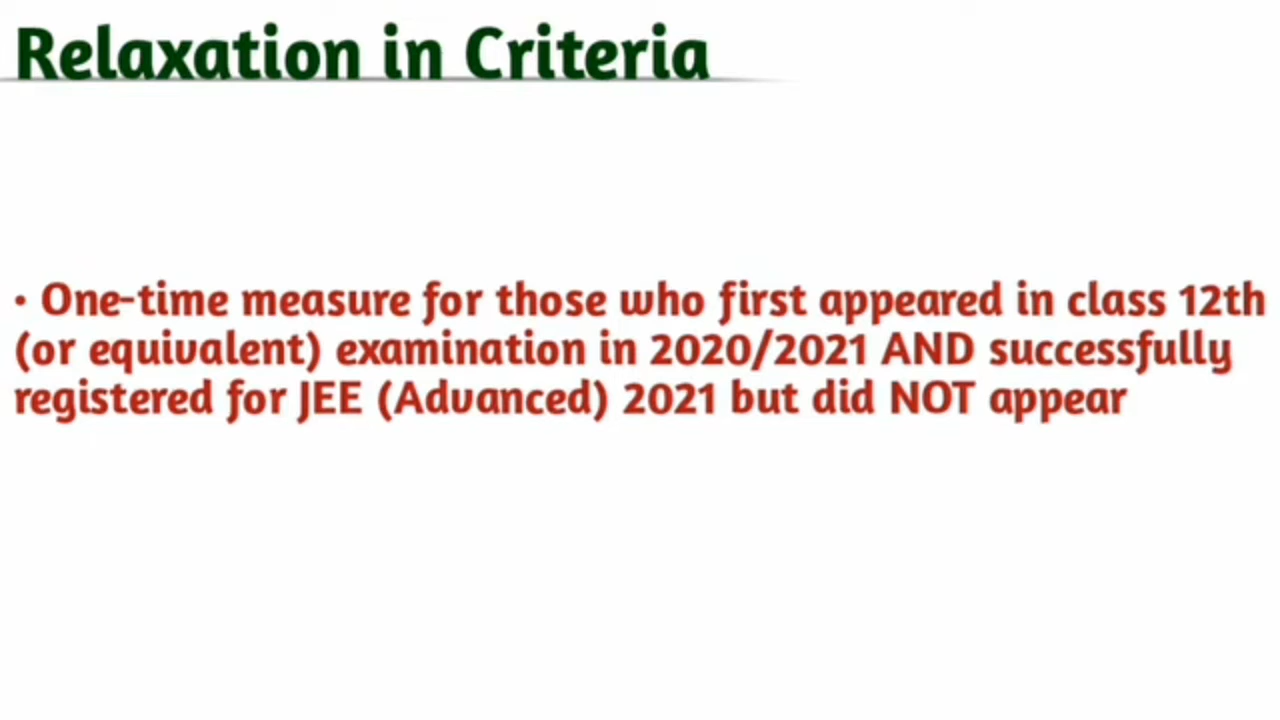 Relaxation in Criteria
• One-time measure for those who first appeared in class 12th
(or equivalent) examination in 2020/2021 AND successfully
registered for JEE (Advanced) 2021 but did NOT appear